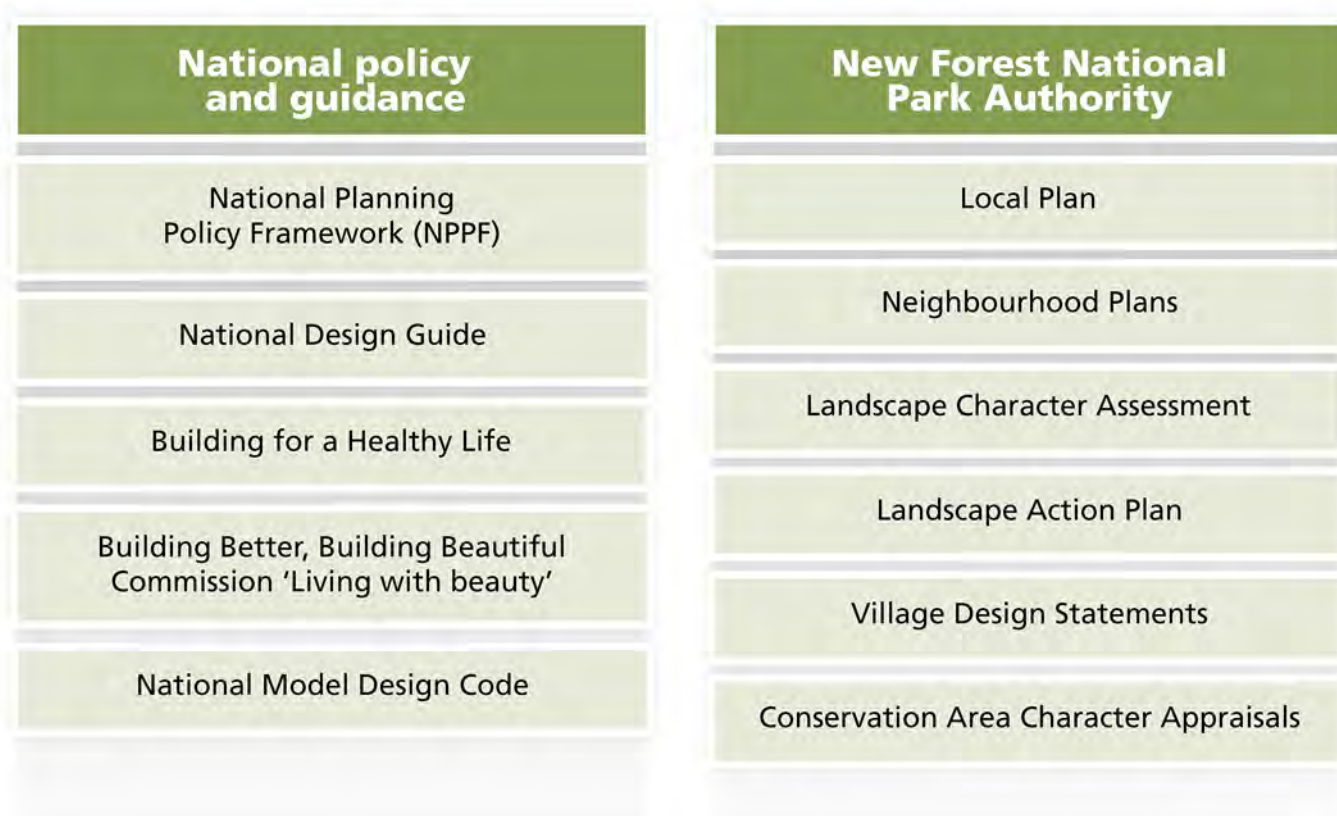 National policy
and guidance
National Planning
Policy Framework (NPPF)
National Design Guide
Building for a Healthy Life
Building Better, Building Beautiful
Commission ‘Living with beauty’
National Model Design Code
New Forest National
Park Authority
Local Plan
Neighbourhood Plans
Landscape Character Assessment
Landscape Action Plan
Village Design Statements
Conservation Area Character Appraisals